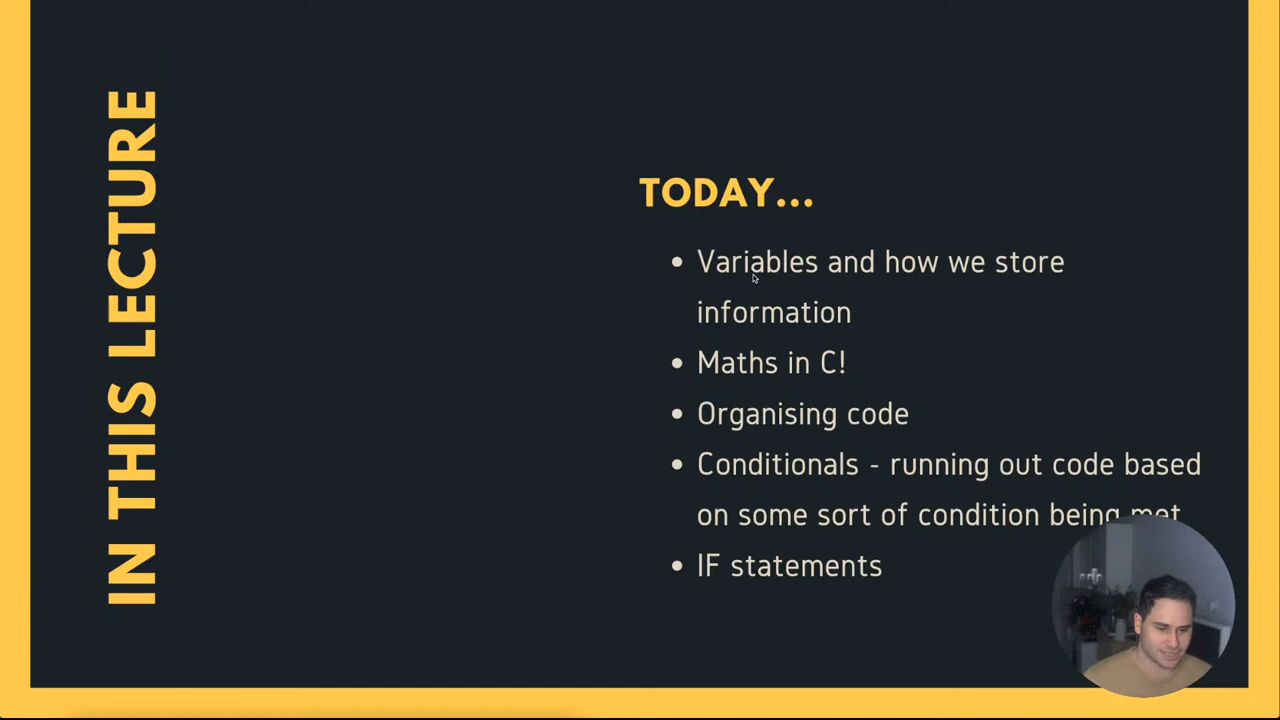 IN THIS LECTURE
TODAY...
• Variables and how we store
information
• Maths in C!
• Organising code
• Conditionals - running out code based
on some sort of condition being met
• IF statements